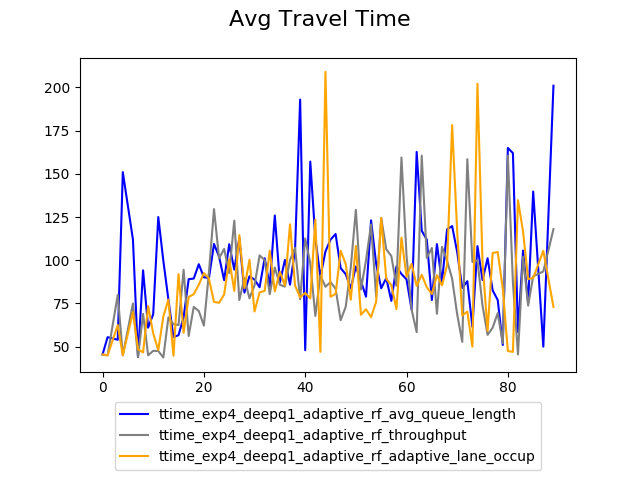 Avg Travel Time
200
175
150
125
100
75
50
0 20 40 60 80
ttime_exp4_deepq1_adaptive_rf_avg_queue_length
ttime_exp4_deepq1_adaptive_rf_throughput
ttime_exp4_deepq1_adaptive_rf_adaptive_lane_occup